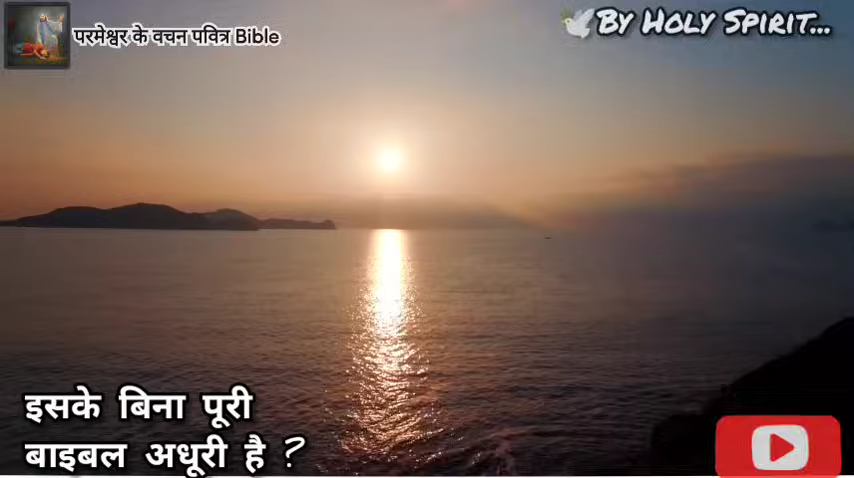 परमेश्वर के वचन पवित्र Bible
By Holy Spirit...
इसके बिना पूरी
बाइबल अधूरी है ?